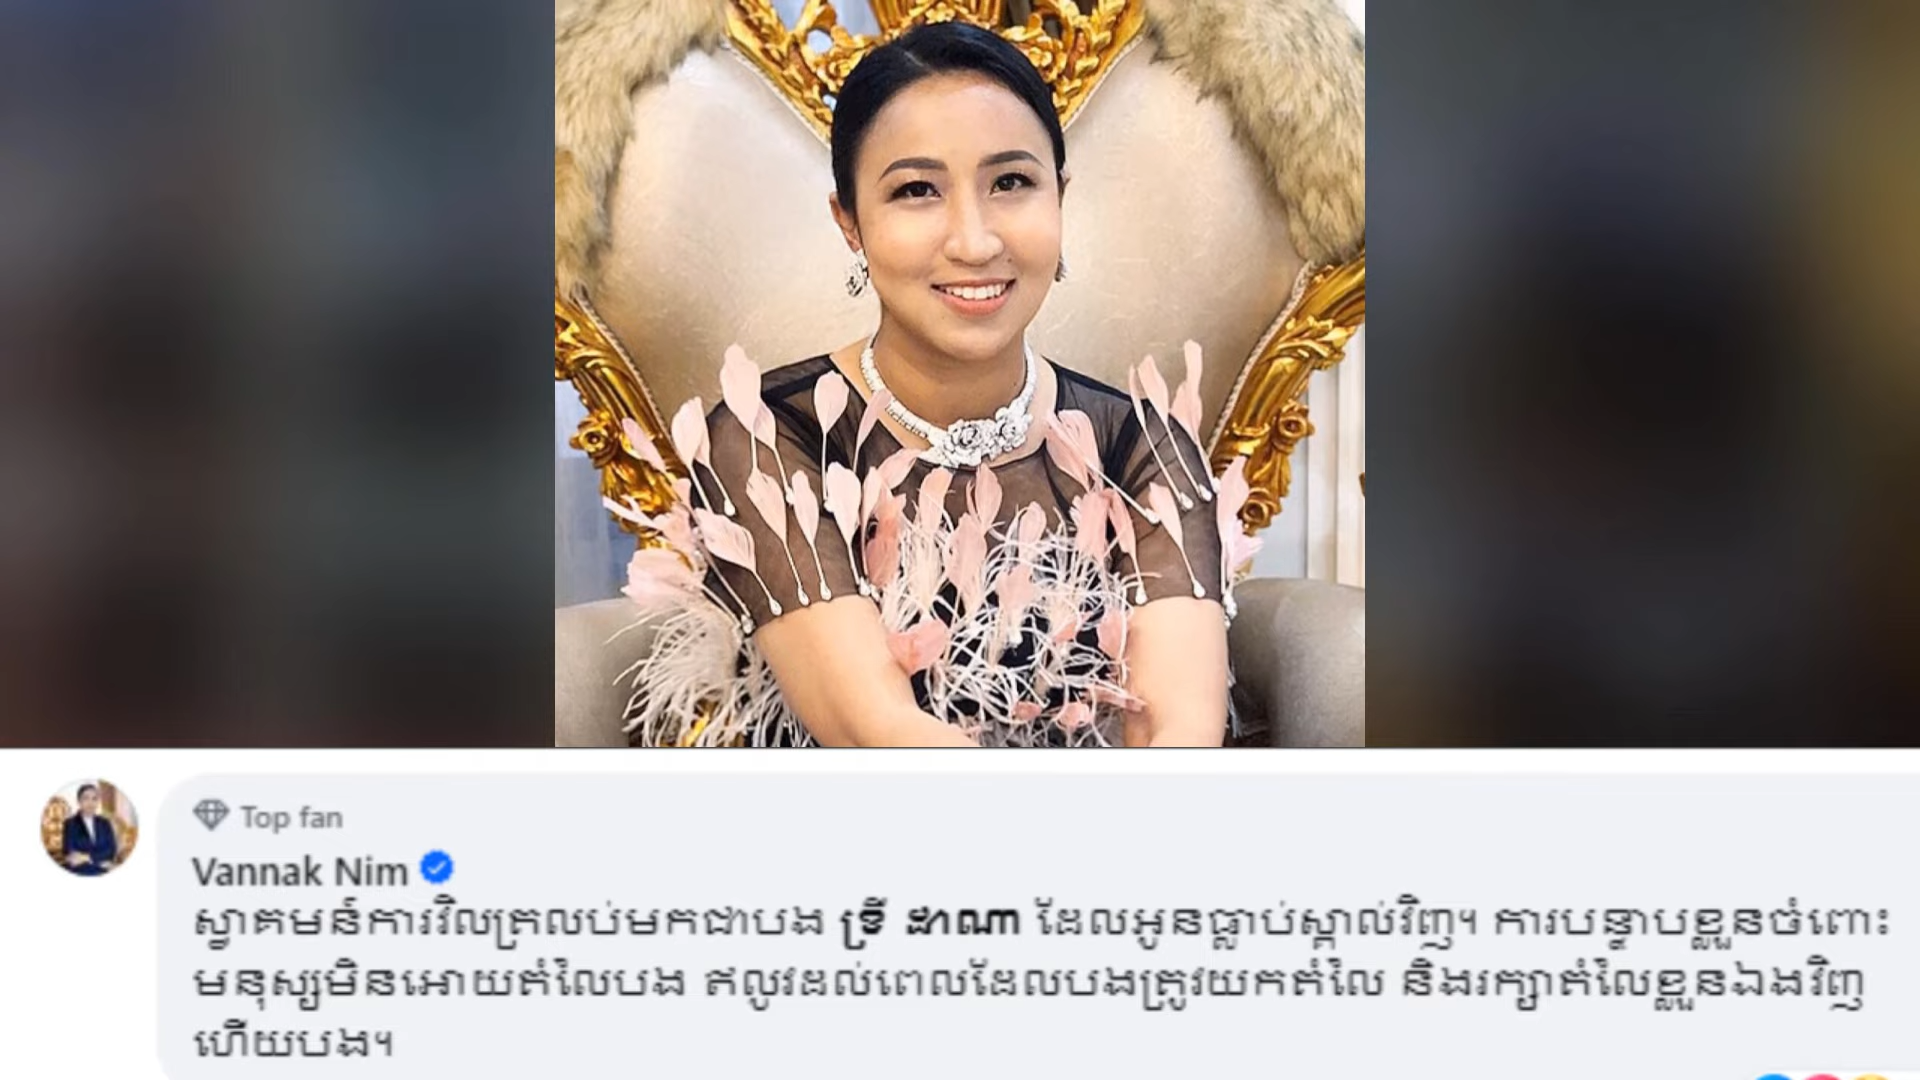 Top fan
Vannak Nim
ស្វាគមន៍ការវិលត្រលប់មកជាបង ទ្រី ដាណា ដែលអូនធ្លាប់ស្គាល់វិញ។ ការបន្ទាបខ្លួនចំពោះ
មនុស្សមិនអោយតំលៃបង ឥលូវដល់ពេលដែលបងត្រូវយកតំលៃ និងរក្សាតំលៃខ្លួនឯងវិញ
ហើយបង។